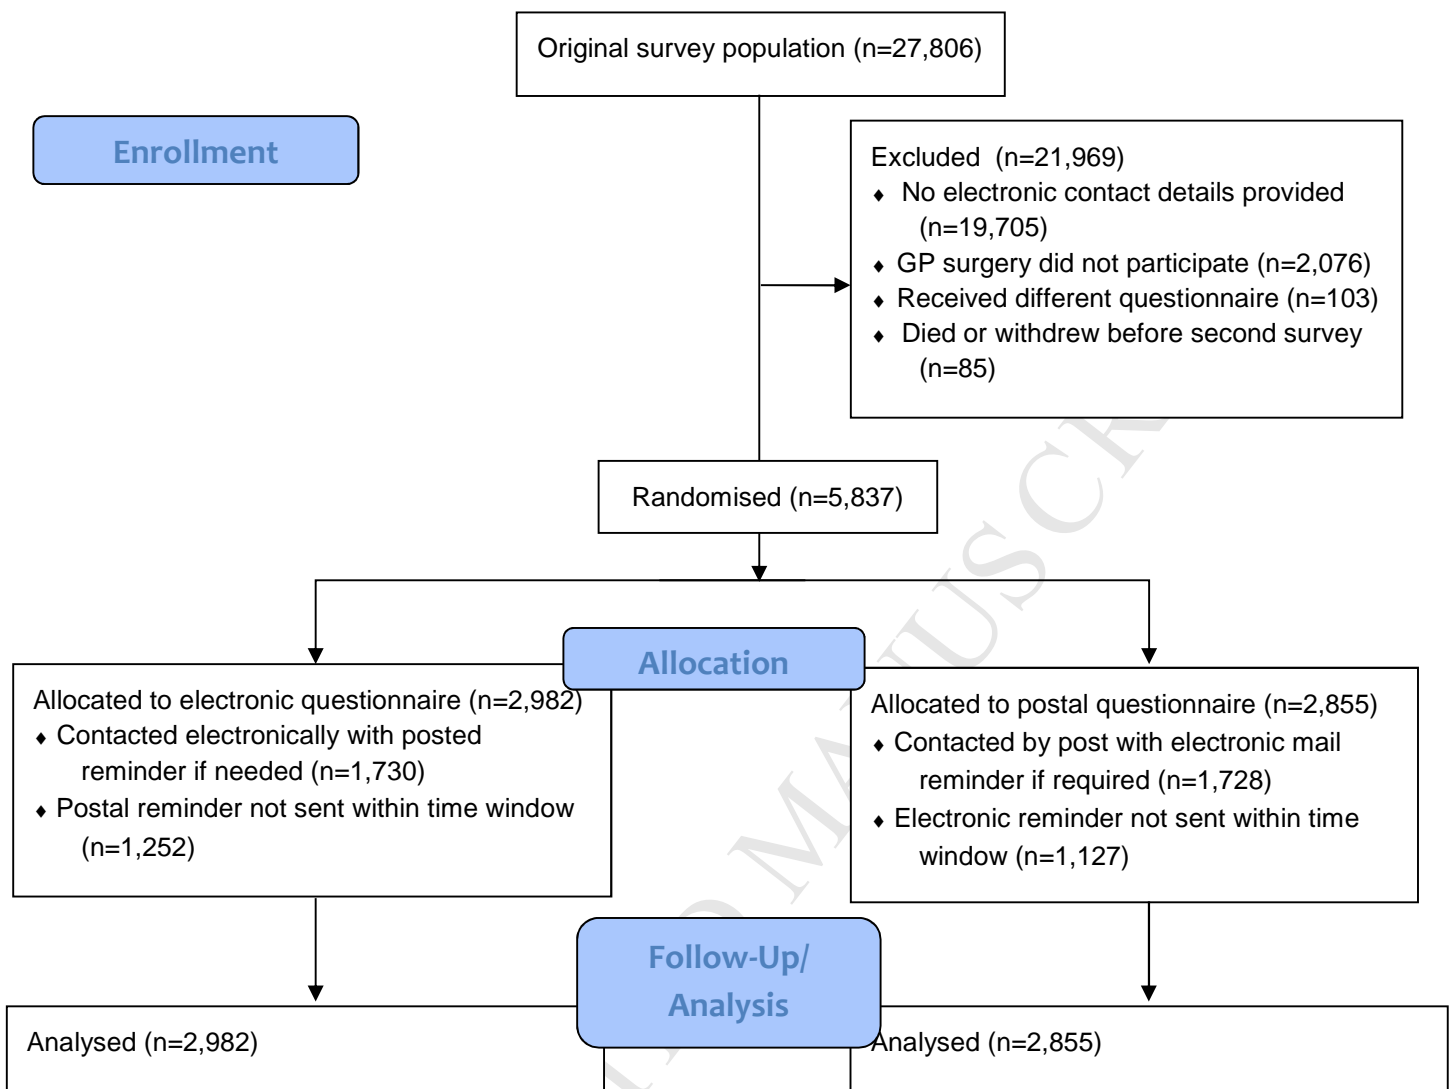 Original survey population (n=27,806)
Enrollment
Excluded  (n=21,969)
♦ No electronic contact details provided
(n=19,705)
♦ GP surgery did not participate (n=2,076)
♦ Received different questionnaire (n=103)
♦ Died or withdrew before second survey
(n=85)
Randomised (n=5,837)
Allocation
Allocated to electronic questionnaire (n=2,982)
♦ Contacted electronically with posted
reminder if needed (n=1,730)
♦ Postal reminder not sent within time window
(n=1,252)
Allocated to postal questionnaire (n=2,855)
♦ Contacted by post with electronic mail
reminder if required (n=1,728)
♦ Electronic reminder not sent within time
window (n=1,127)
Follow-Up/
Analysis
Analysed (n=2,982)
Analysed (n=2,855)